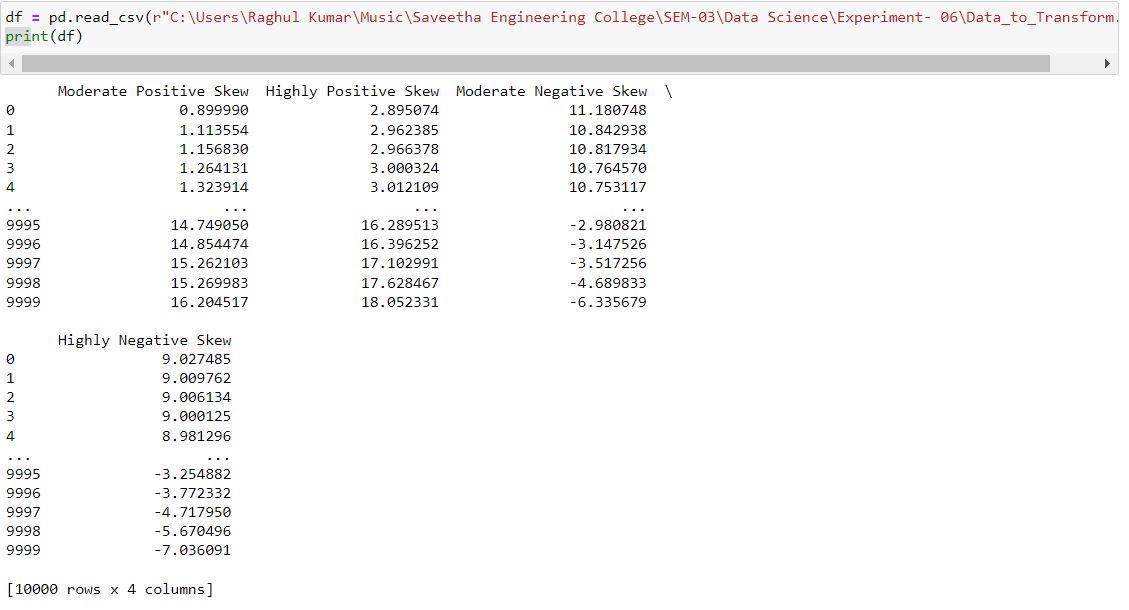 df = pd.read_csv(r"C:\Users\Raghul Kumar\Music\Saveetha Engineering College\SEM-03\Data Science\Experiment- 06\Data_to_Transform.
print(df)
Moderate Positive Skew  Highly Positive Skew  Moderate Negative Skew  \
0 0.899990 2.895074 11.180748
1 1.113554 2.962385 10.842938
2 1.156830 2.966378 10.817934
3 1.264131 3.000324 10.764570
4 1.323914 3.012109 10.753117
... ... ... ...
9995 14.749050 16.289513 -2.980821
9996 14.854474 16.396252 -3.147526
9997 15.262103 17.102991 -3.517256
9998 15.269983 17.628467 -4.689833
9999 16.204517 18.052331 -6.335679
Highly Negative Skew
0 9.027485
1 9.009762
2 9.006134
3 9.000125
4 8.981296
... ...
9995 -3.254882
9996 -3.772332
9997 -4.717950
9998 -5.670496
9999 -7.036091
[10000 rows x 4 columns]